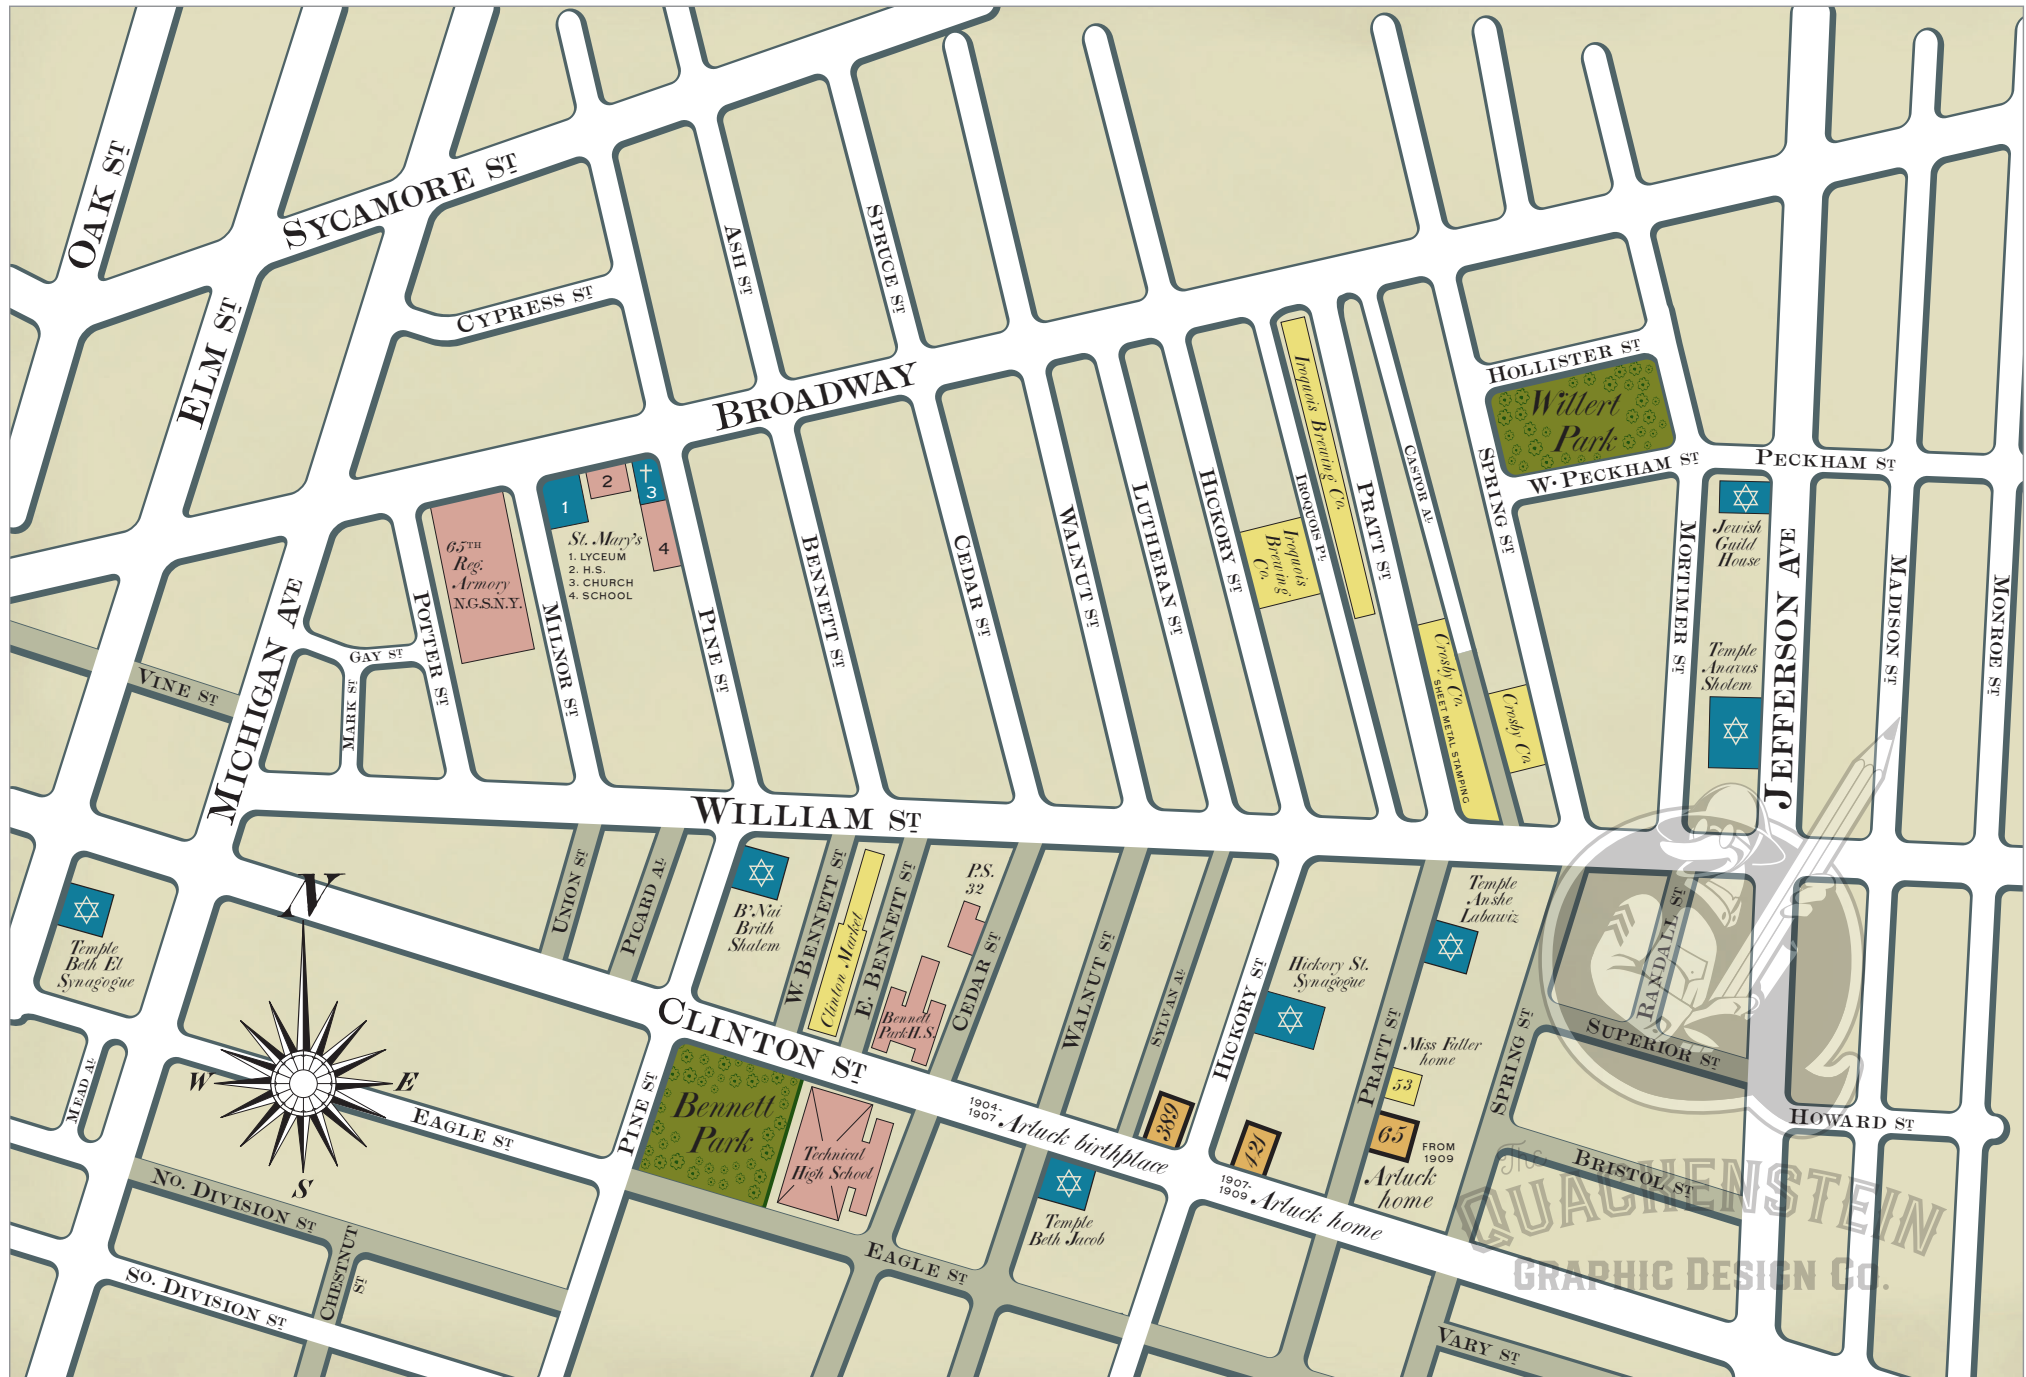 OAK ST
SYCAMORE ST
ELM ST
CYPRESS ST
ASH ST
SPRUCE ST
BROADWAY
HOLLISTER ST
Willert
Park
W. PECKHAM ST
PECKHAM ST
65TH
Reg.
Armory
N.G.S.N.Y.
1
2
3
4
St. Mary's
1. LYCEUM
2. H.S.
3. CHURCH
4. SCHOOL
MICHIGAN AVE
VINE ST
GAY ST
MARK ST
POTTER ST
MILNOR ST
PINE ST
BENNETT ST
CEDAR ST
WALNUT ST
LUTHERAN ST
HICKORY ST
Iroquois
Brewing
Co.
IROQUOIS PL.
Iroquois Brewing Co.
PRATT ST
CASTOR AL
SPRING ST
Crosby Co.
SHEET METAL STAMPING
Crosby Co.
MORTIMER ST
Jewish
Guild
House
Temple
Anavas
Sholem
JEFFERSON AVE
MADISON ST
MONROE ST
WILLIAM ST
UNION ST
PICARD AL
B'Nai
Brith
Shalem
W. BENNETT ST
Clinton Market
E. BENNETT ST
P.S.
32
Bennett
Park H.S.
CEDAR ST
WALNUT ST
SYLVAN AL
HICKORY ST
Hickory St.
Synagogue
Temple
Anshe
Labawiz
PRATT ST
Miss Fuller
home
53
65
FROM
1909
Arluck
home
SPRING ST
RANDALL ST
SUPERIOR ST
HOWARD ST
BRISTOL ST
Temple
Beth El
Synagogue
MEAD AL
N
W
E
S
EAGLE ST
PINE ST
CLINTON ST
Bennett
Park
Technical
High School
1904-
1907
Arluck birthplace
389
421
1907-
1909
Arluck home
Temple
Beth Jacob
EAGLE ST
NO. DIVISION ST
CHESTNUT
ST
SO. DIVISION ST
VARY ST
The
QUACKENSTEIN
GRAPHIC DESIGN CO.